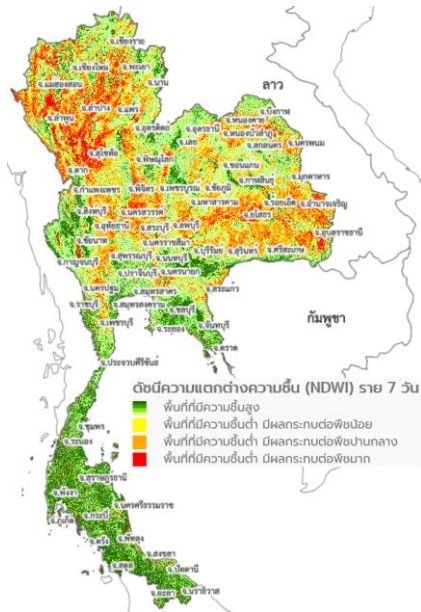 จ.เชียงราย
จ.เชียงใหม่
จ.พะเยา
จ.น่าน
จ.แม่ฮ่องสอน
ลาว
จ.ลำปาง
จ.แพร่
จ.บึงกาฬ
จ.ลำพูน
จ.อุตรดิตถ์
จ.อุดรธานี
จ.หนองคาย
จ.หนองบัวลำภู
จ.เลย
จ.สกลนคร
จ.นครพนม
จ.สุโขทัย
จ.พิษณุโลก
จ.ตาก
จ.ขอนแก่น
จ.กำแพงเพชร
จ.พิจิตร
จ.เพชรบูรณ์
จ.ชัยภูมิ
จ.กาฬสินธุ์
จ.มุกดาหาร
จ.มหาสารคาม
จ.ร้อยเอ็ด
จ.อำนาจเจริญ
จ.สิงห์บุรี
จ.นครสวรรค์
จ.ยโสธร
จ.อุทัยธานี
จ.สระบุรี
จ.ลพบุรี
จ.อุบลราชธานี
จ.ชัยนาท
จ.นครราชสีมา
จ.บุรีรัมย์
จ.สุรินทร์
จ.ศรีสะเกษ
จ.กาญจนบุรี
จ.สุพรรณบุรี
จ.นนทบุรี
จ.ปราจีนบุรี
จ.นครนายก
จ.นครปฐม
จ.สมุทรสาคร
จ.สระแก้ว
จ.ราชบุรี
จ.สมุทรสงคราม
จ.ชลบุรี
กัมพูชา
จ.เพชรบุรี
จ.ระยอง
จ.จันทบุรี
จ.ตราด
จ.ประจวบคีรีขันธ์
ดัชนีความแตกต่างความชื้น (NDWI) ราย 7 วัน
พื้นที่ที่มีความชื้นสูง
พื้นที่ที่มีความชื้นต่ำ มีผลกระทบต่อพืชน้อย
พื้นที่ที่มีความชื้นต่ำ มีผลกระทบต่อพืชปานกลาง
พื้นที่ที่มีความชื้นต่ำ มีผลกระทบต่อพืชมาก
จ.ชุมพร
จ.ระนอง
จ.สุราษฎร์ธานี
จ.พังงา
จ.นครศรีธรรมราช
จ.กระบี่
จ.ภูเก็ต
จ.ตรัง
จ.พัทลุง
จ.สงขลา
จ.สตูล
จ.ปัตตานี
จ.ยะลา
จ.นราธิวาส